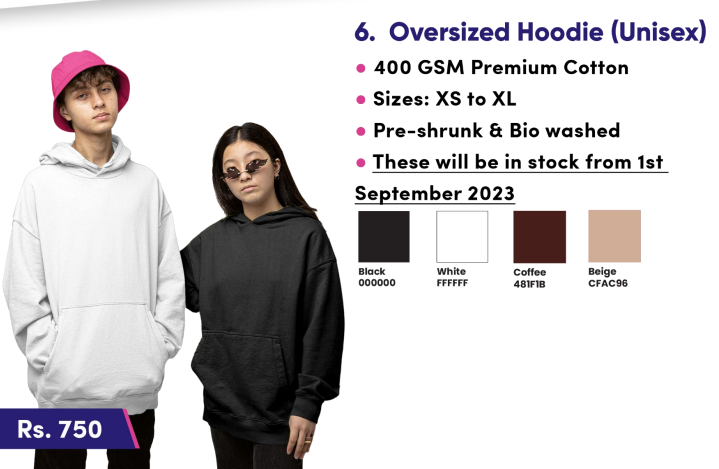 6. Oversized Hoodie (Unisex)
• 400 GSM Premium Cotton
• Sizes: XS to XL
• Pre-shrunk & Bio washed
• These will be in stock from 1st
September 2023
Black
000000
White
FFFFFF
Coffee
481F1B
Beige
CFAC96
Rs. 750